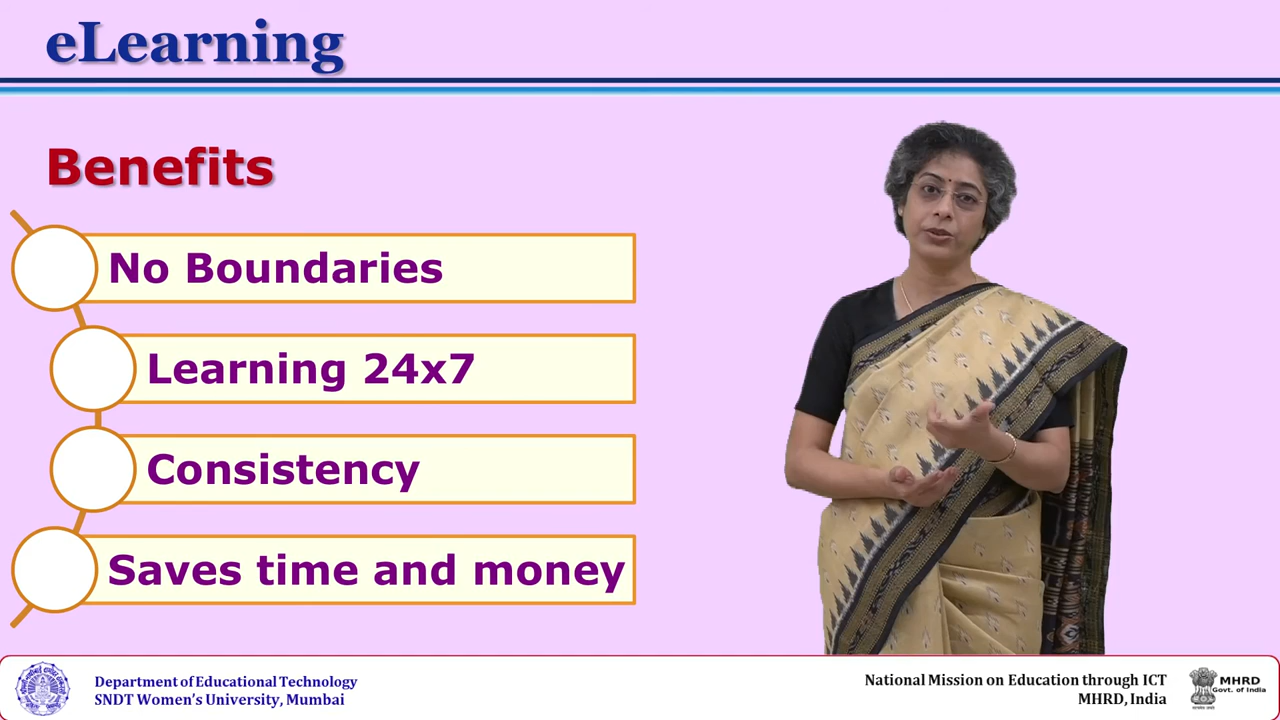 eLearning
Benefits
No Boundaries
Learning 24x7
Consistency
Saves time and money
Department of Educational Technology
SNDT Women's University, Mumbai
National Mission on Education through ICT
MHRD, India
MHRD
Govt. of India